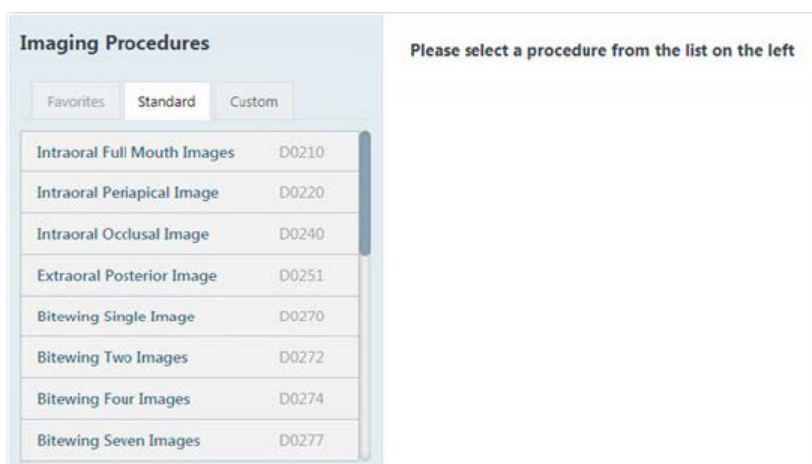 Imaging Procedures
Please select a procedure from the list on the left
Favorites Standard Custom
Intraoral Full Mouth Images D0210
Intraoral Periapical Image D0220
Intraoral Occlusal Image D0240
Extraoral Posterior Image D0251
Bitewing Single Image D0270
Bitewing Two Images D0272
Bitewing Four Images D0274
Bitewing Seven Images D0277